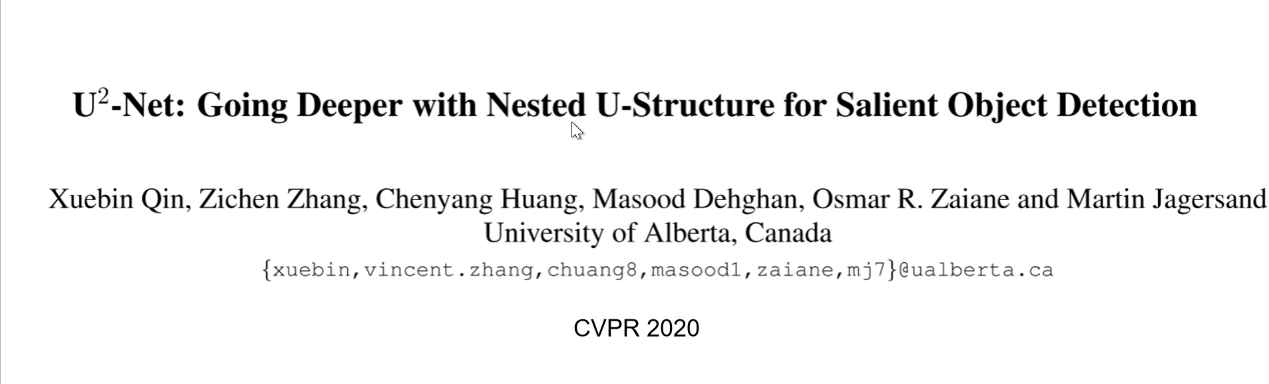 U²-Net: Going Deeper with Nested U-Structure for Salient Object Detection
Xuebin Qin, Zichen Zhang, Chenyang Huang, Masood Dehghan, Osmar R. Zaiane and Martin Jagersand
University of Alberta, Canada
{xuebin,vincent.zhang,chuang8,masood1,zaiane,mj7}@ualberta.ca
CVPR 2020